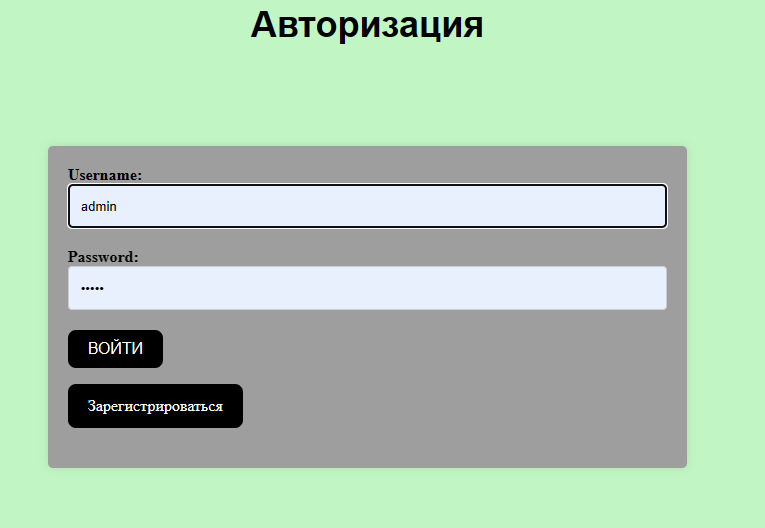 Авторизация
Username:
admin
Password:
•••••
ВОЙТИ
Зарегистрироваться